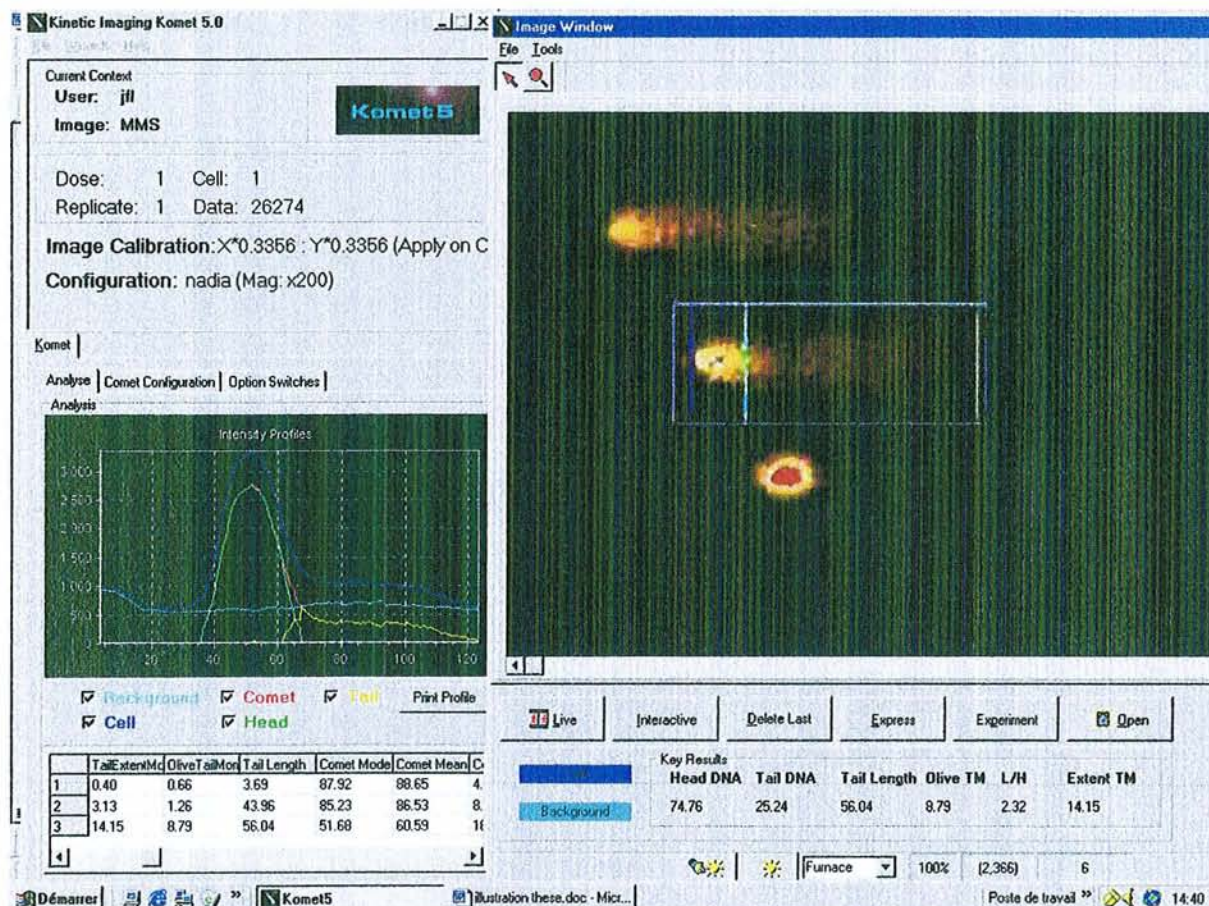 Kinetic Imaging Komet 5.0
Current Context
User: jfl
Image: MMS
Komet5
Dose: 1 Cell: 1
Replicate: 1 Data: 26274
Image Calibration: X*0.3356 : Y*0.3356 (Apply on C
Configuration: nadia (Mag: x200)
Komet
Analyse Comet Configuration Option Switches
Analysis
Intensity Profiles
3 000
2 500
2 000
1 500
1 000
500
0
20 40 60 80 100 120
Background Comet Tail Print Profile
Cell Head
TailExtentMo OliveTailMon Tail Length Comet Mode Comet Mean Co
1 0.40 0.66 3.69 87.92 88.65 4.
2 3.13 1.26 43.96 85.23 86.53 8.
3 14.15 8.79 56.04 51.68 60.59 16
Image Window
File Tools
Live Interactive Delete Last Express Experiment Open
Key Results
Head DNA Tail DNA Tail Length Olive TM L/H Extent TM
Background 74.76 25.24 56.04 8.79 2.32 14.15
Furnace 100% (2,366) 6
Démarrer » Komet5 illustration these.doc - Micr... Poste de travail » 14:40